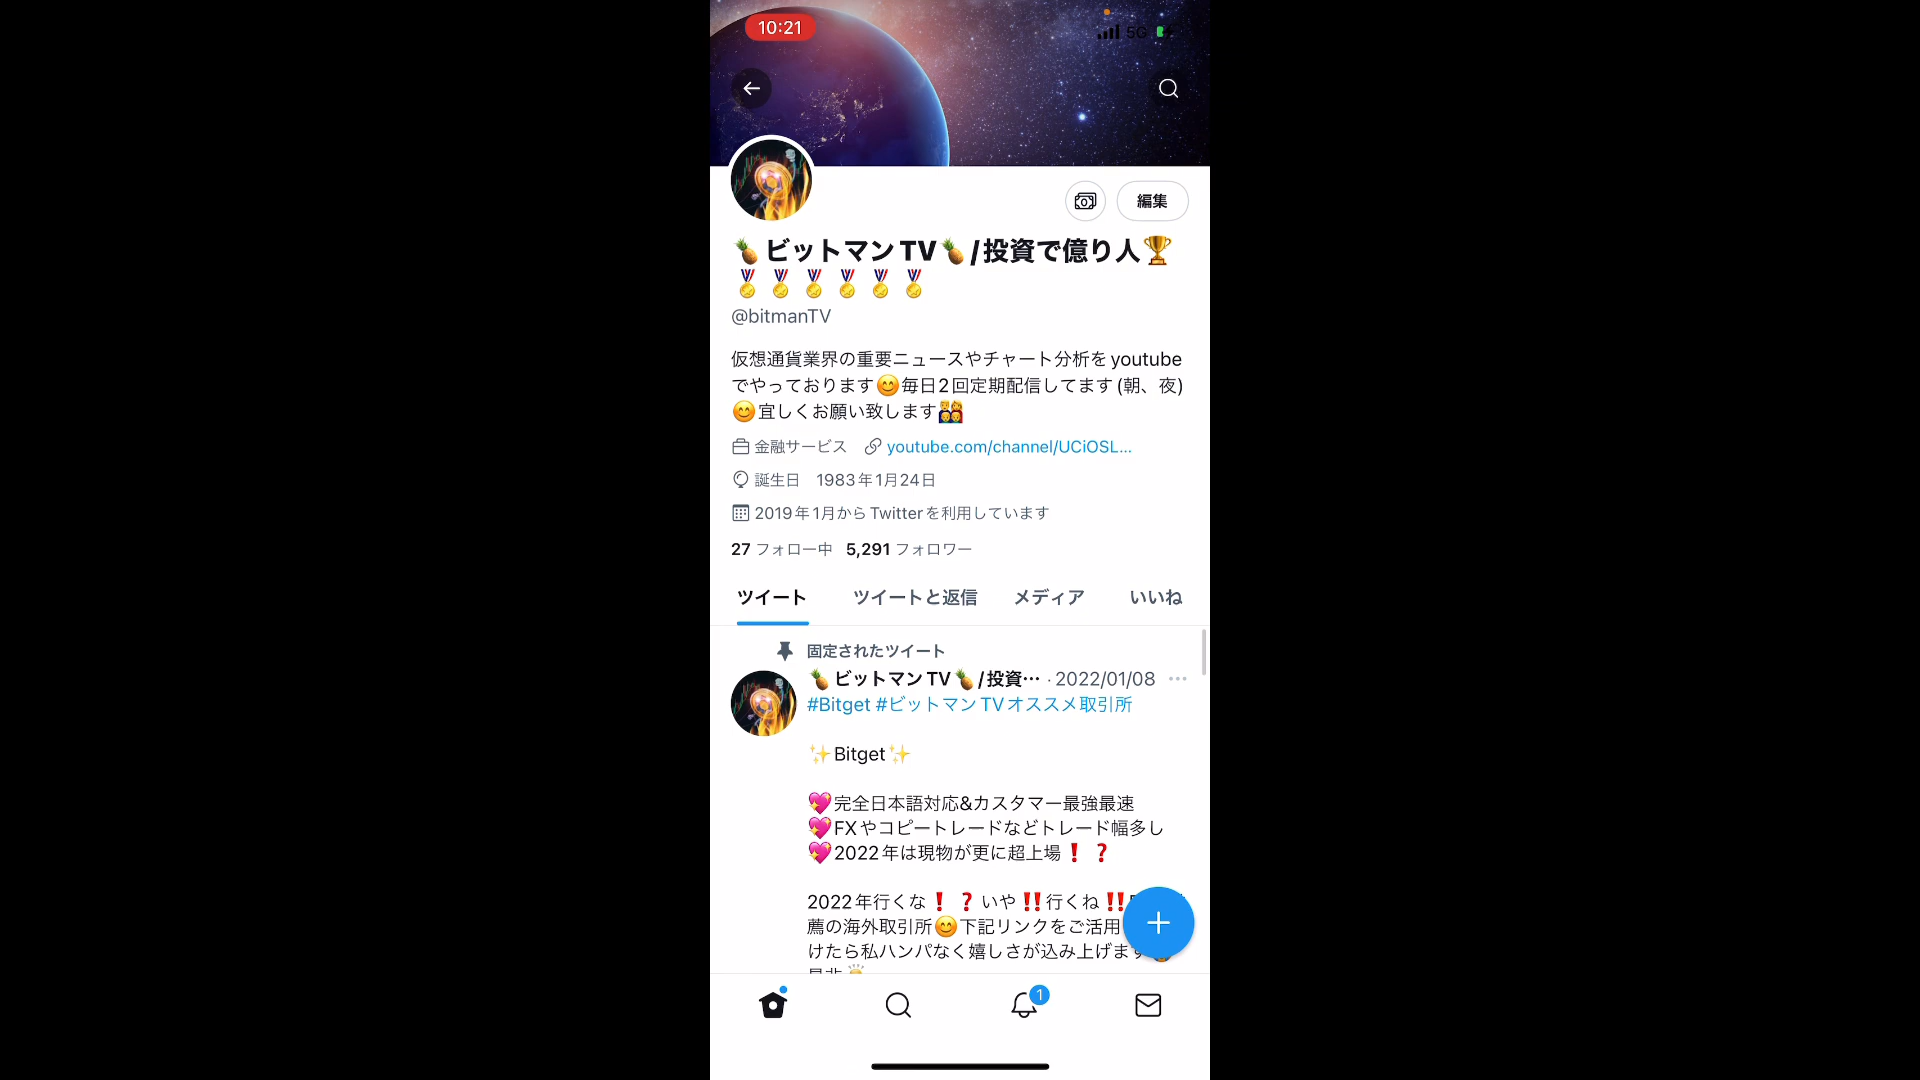 10:21
5G
編集
🍍ビットマンTV🍍/投資で億り人🏆
🏅🏅🏅🏅🏅🏅
@bitmanTV
仮想通貨業界の重要ニュースやチャート分析をyoutube
でやっております😊毎日2回定期配信してます(朝、夜)
😊宜しくお願い致します👨‍👩‍👧‍👦
金融サービス youtube.com/channel/UCiOSL...
誕生日 1983年1月24日
2019年1月からTwitterを利用しています
27 フォロー中 5,291 フォロワー
ツイート ツイートと返信 メディア いいね
固定されたツイート
🍍ビットマンTV🍍/投資… · 2022/01/08
#Bitget #ビットマンTVオススメ取引所
✨Bitget✨
💖完全日本語対応&カスタマー最強最速
💖FXやコピートレードなどトレード幅多し
💖2022年は現物が更に超上場❗❓
2022年行くな❗❓いや‼️行くね‼️
薦の海外取引所😊下記リンクをご活用
けたら私ハンパなく嬉しさが込み上げます
1